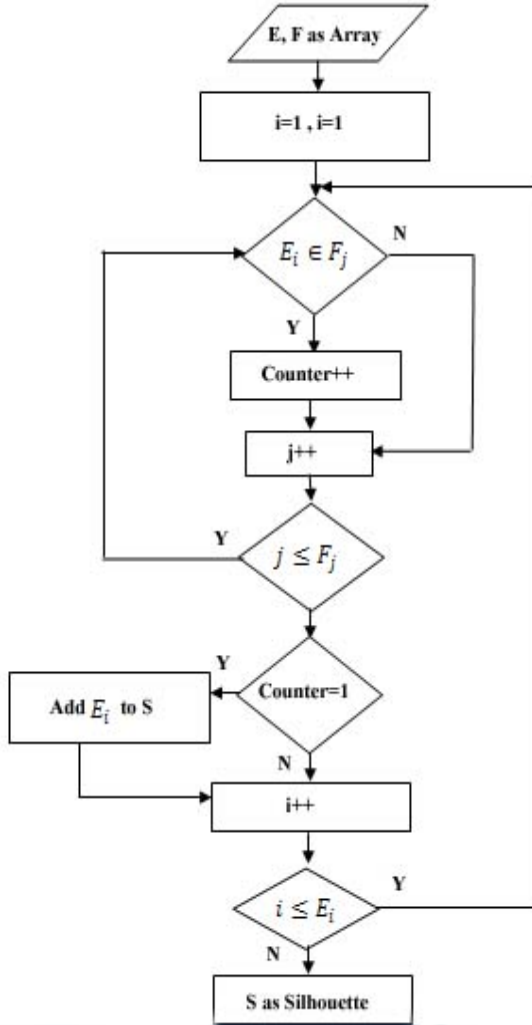 E, F as Array
i=1 , i=1
E_i ∈ F_j
N
Y
Counter++
j++
Y
j ≤ F_j
Y
Counter=1
Add E_i to S
N
i++
i ≤ E_i
Y
N
S as Silhouette